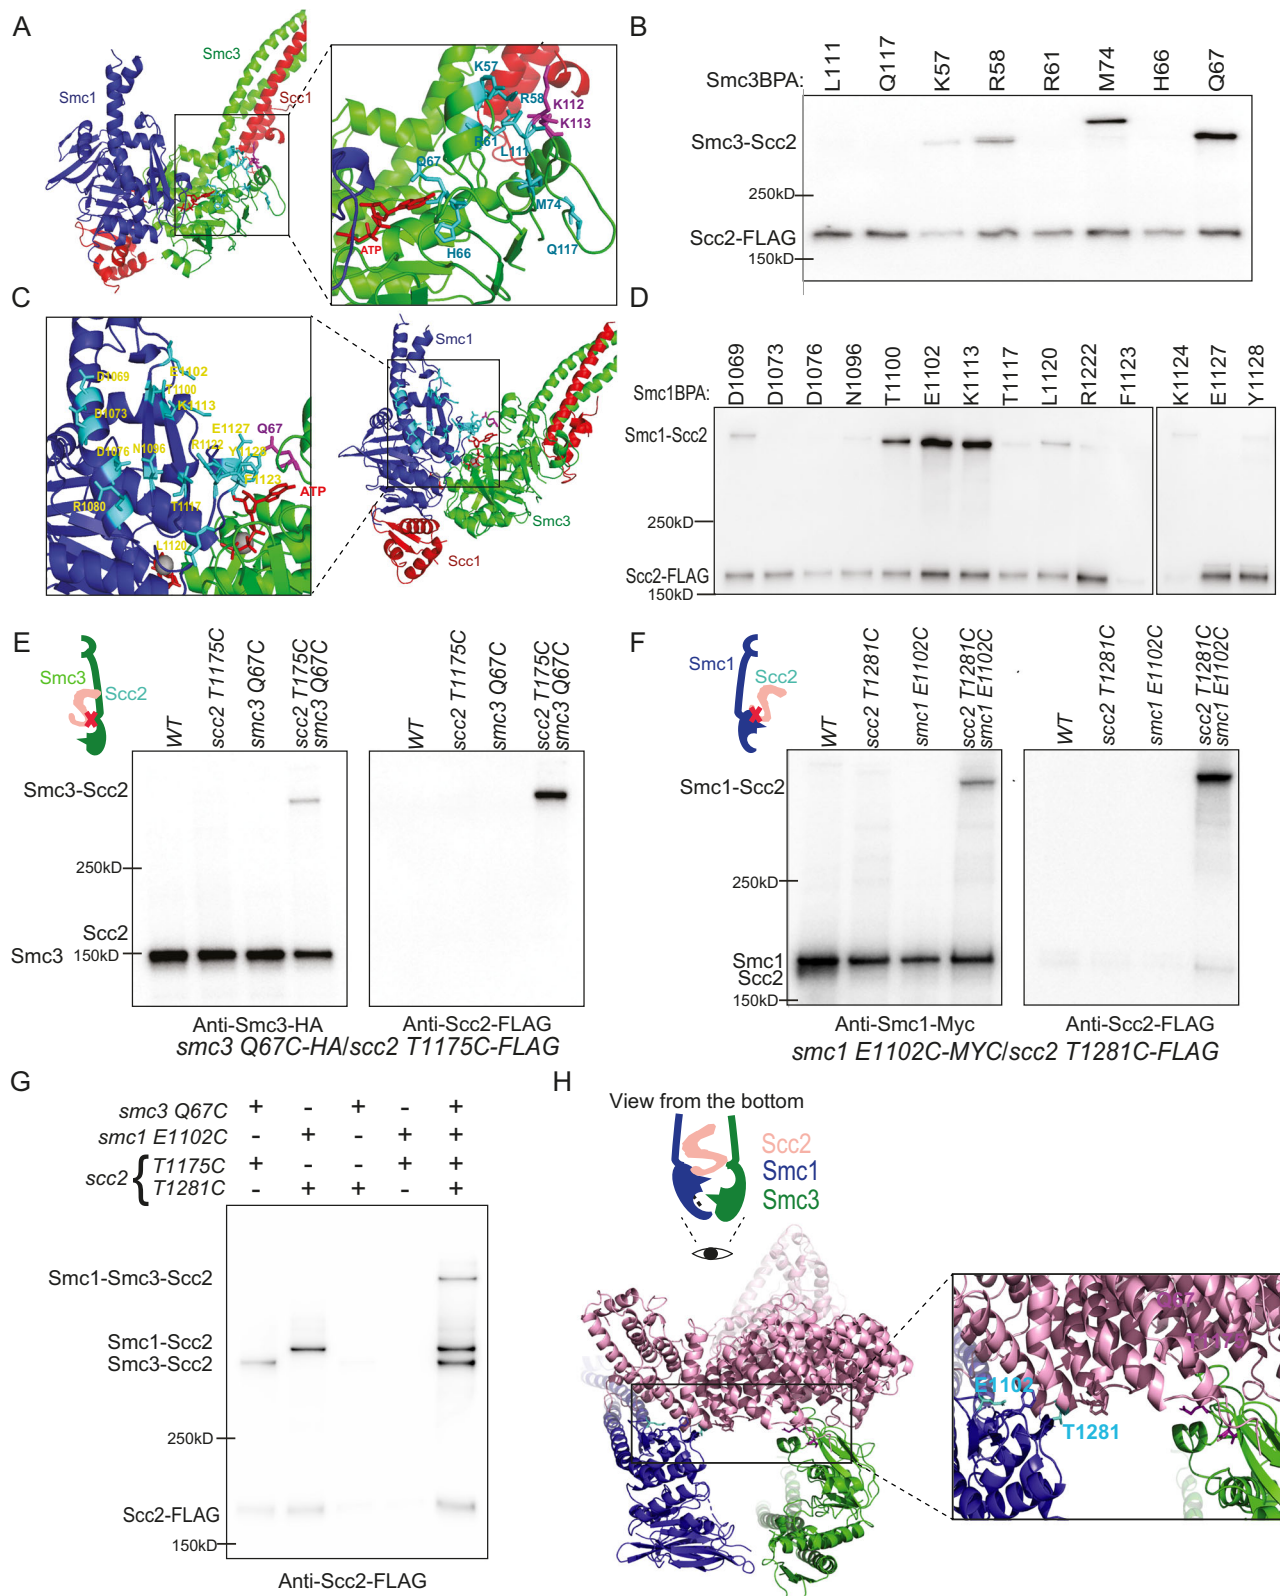 A
Smc3
Smc1
Scc1
K57
R58
K112
K113
R61
L111
Q67
M74
ATP
H66
Q117
B
Smc3BPA:
L111
Q117
K57
R58
R61
M74
H66
Q67
Smc3-Scc2
250kD
Scc2-FLAG
150kD
C
D1069
E1102
T1100
K1113
D1073
E1127
Q67
R1122
Y1128
D1076
N1096
F1123
ATP
R1080
T1117
L1120
Smc1
Smc3
Scc1
D
Smc1BPA:
D1069
D1073
D1076
N1096
T1100
E1102
K1113
T1117
L1120
R1222
F1123
K1124
E1127
Y1128
Smc1-Scc2
250kD
Scc2-FLAG
150kD
E
Smc3
Scc2
WT
scc2 T1175C
smc3 Q67C
scc2 T175C
smc3 Q67C
WT
scc2 T1175C
smc3 Q67C
scc2 T175C
smc3 Q67C
Smc3-Scc2
250kD
Scc2
Smc3
150kD
Anti-Smc3-HA
Anti-Scc2-FLAG
smc3 Q67C-HA/scc2 T1175C-FLAG
F
Smc1
Scc2
WT
scc2 T1281C
smc1 E1102C
scc2 T1281C
smc1 E1102C
WT
scc2 T1281C
smc1 E1102C
scc2 T1281C
smc1 E1102C
Smc1-Scc2
250kD
Smc1
Scc2
150kD
Anti-Smc1-Myc
Anti-Scc2-FLAG
smc1 E1102C-MYC/scc2 T1281C-FLAG
G
smc3 Q67C + - + - +
smc1 E1102C - + - + +
scc2 { T1175C + - - + +
T1281C - + + - +
Smc1-Smc3-Scc2
Smc1-Scc2
Smc3-Scc2
250kD
Scc2-FLAG
150kD
Anti-Scc2-FLAG
H
View from the bottom
Scc2
Smc1
Smc3
Q67
E1102
T1281